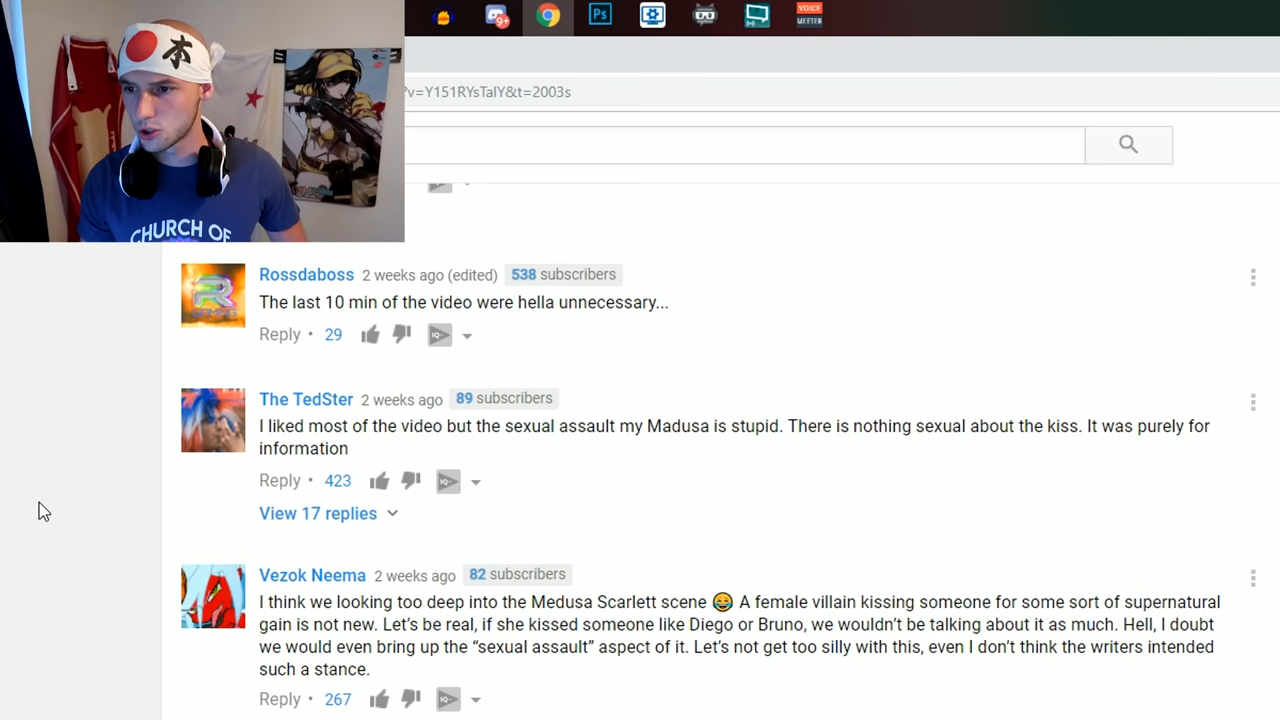 本
CHURCH OF
9+
Ps
VOICE
MEETER
?v=Y151RYsTalY&t=2003s
Rossdaboss 2 weeks ago (edited) 538 subscribers
The last 10 min of the video were hella unnecessary...
Reply • 29
The TedSter 2 weeks ago 89 subscribers
I liked most of the video but the sexual assault my Madusa is stupid. There is nothing sexual about the kiss. It was purely for
information
Reply • 423
View 17 replies
Vezok Neema 2 weeks ago 82 subscribers
I think we looking too deep into the Medusa Scarlett scene 😂 A female villain kissing someone for some sort of supernatural
gain is not new. Let’s be real, if she kissed someone like Diego or Bruno, we wouldn’t be talking about it as much. Hell, I doubt
we would even bring up the “sexual assault” aspect of it. Let’s not get too silly with this, even I don’t think the writers intended
such a stance.
Reply • 267